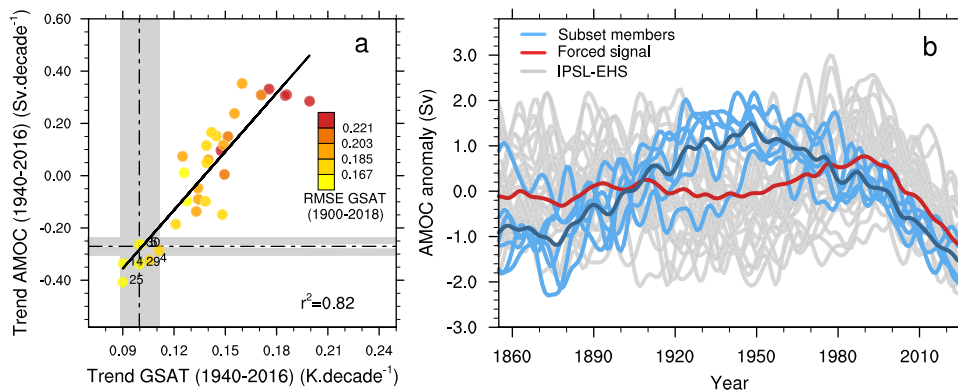 a
Trend AMOC (1940-2016) (Sv.decade⁻¹)
0.60
0.40
0.20
0.00
-0.20
-0.40
0.221
0.203
0.185
0.167
RMSE GSAT
(1900-2018)
14
29
4
25
r²=0.82
0.09 0.12 0.15 0.18 0.21 0.24
Trend GSAT (1940-2016) (K.decade⁻¹)
b
Subset members
Forced signal
IPSL-EHS
AMOC anomaly (Sv)
3.0
2.0
1.0
0.0
-1.0
-2.0
-3.0
1860 1890 1920 1950 1980 2010
Year